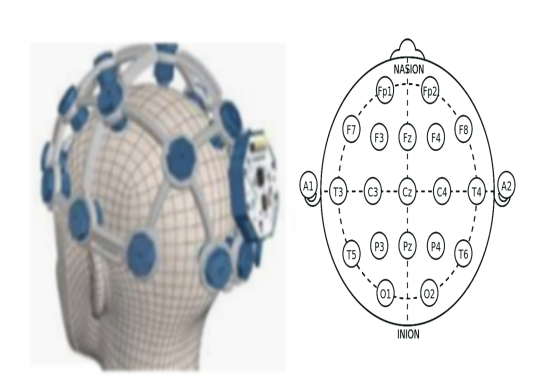 NASION
Fp1 Fp2
F7 F3 Fz F4 F8
A1 T3 C3 Cz C4 T4 A2
T5 P3 Pz P4 T6
O1 O2
INION